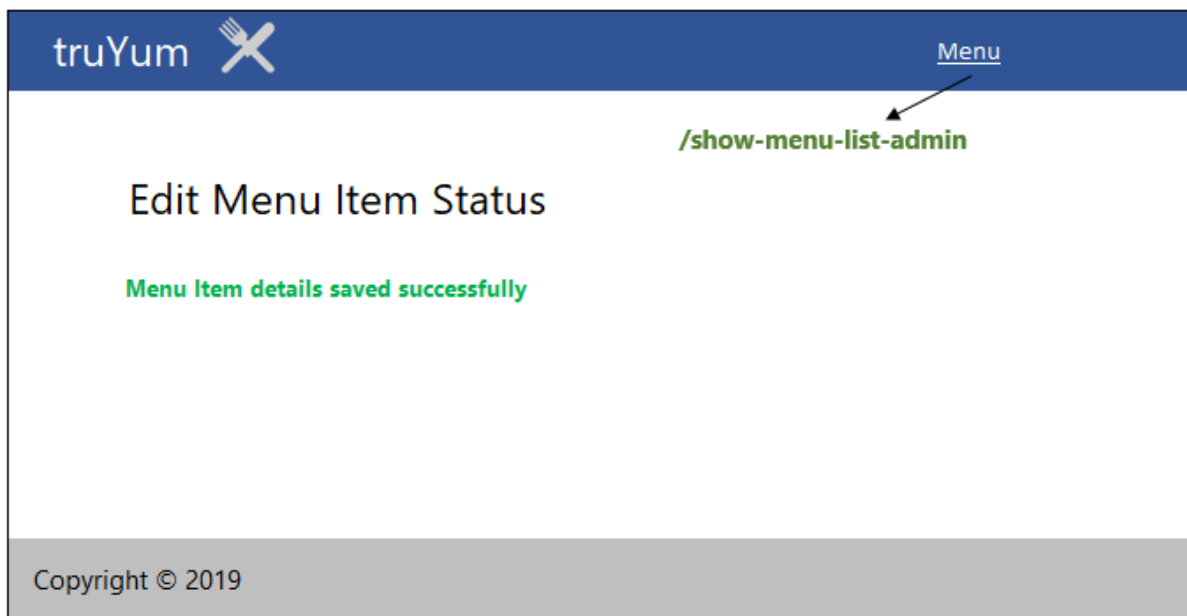 truYum
Menu
/show-menu-list-admin
Edit Menu Item Status
Menu Item details saved successfully
Copyright © 2019